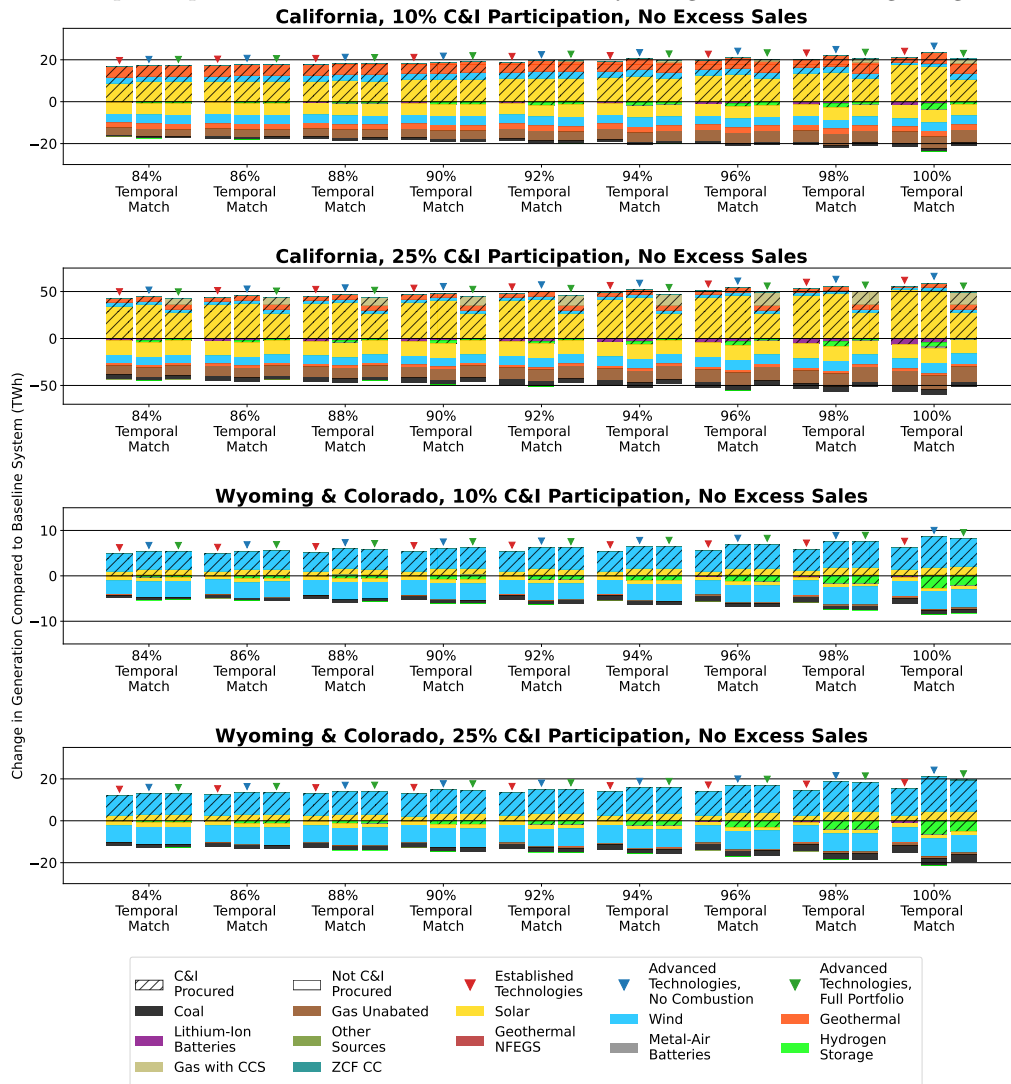 California, 10% C&I Participation, No Excess Sales
20
0
−20
84% Temporal Match
86% Temporal Match
88% Temporal Match
90% Temporal Match
92% Temporal Match
94% Temporal Match
96% Temporal Match
98% Temporal Match
100% Temporal Match
California, 25% C&I Participation, No Excess Sales
50
0
−50
84% Temporal Match
86% Temporal Match
88% Temporal Match
90% Temporal Match
92% Temporal Match
94% Temporal Match
96% Temporal Match
98% Temporal Match
100% Temporal Match
Change in Generation Compared to Baseline System (TWh)
Wyoming & Colorado, 10% C&I Participation, No Excess Sales
10
0
−10
84% Temporal Match
86% Temporal Match
88% Temporal Match
90% Temporal Match
92% Temporal Match
94% Temporal Match
96% Temporal Match
98% Temporal Match
100% Temporal Match
Wyoming & Colorado, 25% C&I Participation, No Excess Sales
20
0
−20
84% Temporal Match
86% Temporal Match
88% Temporal Match
90% Temporal Match
92% Temporal Match
94% Temporal Match
96% Temporal Match
98% Temporal Match
100% Temporal Match
C&I Procured
Coal
Lithium-Ion Batteries
Gas with CCS
Not C&I Procured
Gas Unabated
Other Sources
ZCF CC
Established Technologies
Solar
Geothermal NFEGS
Advanced Technologies, No Combustion
Wind
Metal-Air Batteries
Advanced Technologies, Full Portfolio
Geothermal
Hydrogen Storage